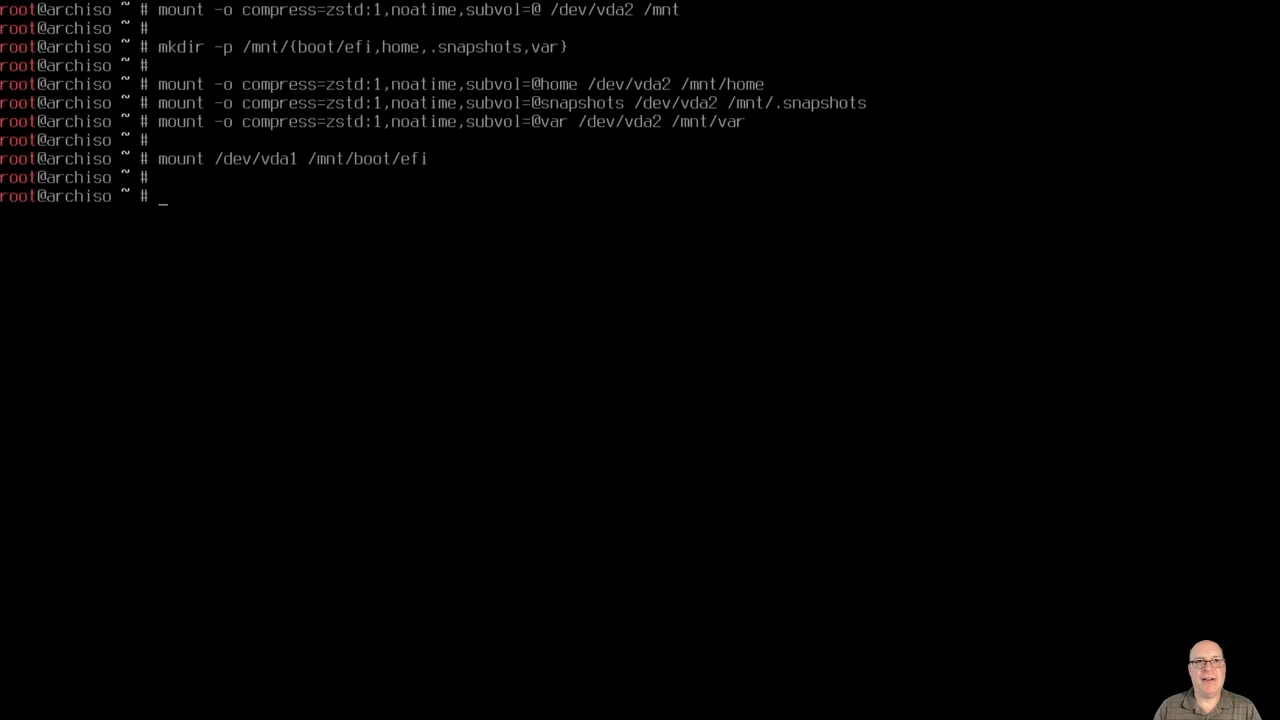 root@archiso ~ # mount -o compress=zstd:1,noatime,subvol=@ /dev/vda2 /mnt
root@archiso ~ #
root@archiso ~ # mkdir -p /mnt/{boot/efi,home,.snapshots,var}
root@archiso ~ #
root@archiso ~ # mount -o compress=zstd:1,noatime,subvol=@home /dev/vda2 /mnt/home
root@archiso ~ # mount -o compress=zstd:1,noatime,subvol=@snapshots /dev/vda2 /mnt/.snapshots
root@archiso ~ # mount -o compress=zstd:1,noatime,subvol=@var /dev/vda2 /mnt/var
root@archiso ~ #
root@archiso ~ # mount /dev/vda1 /mnt/boot/efi
root@archiso ~ #
root@archiso ~ # _